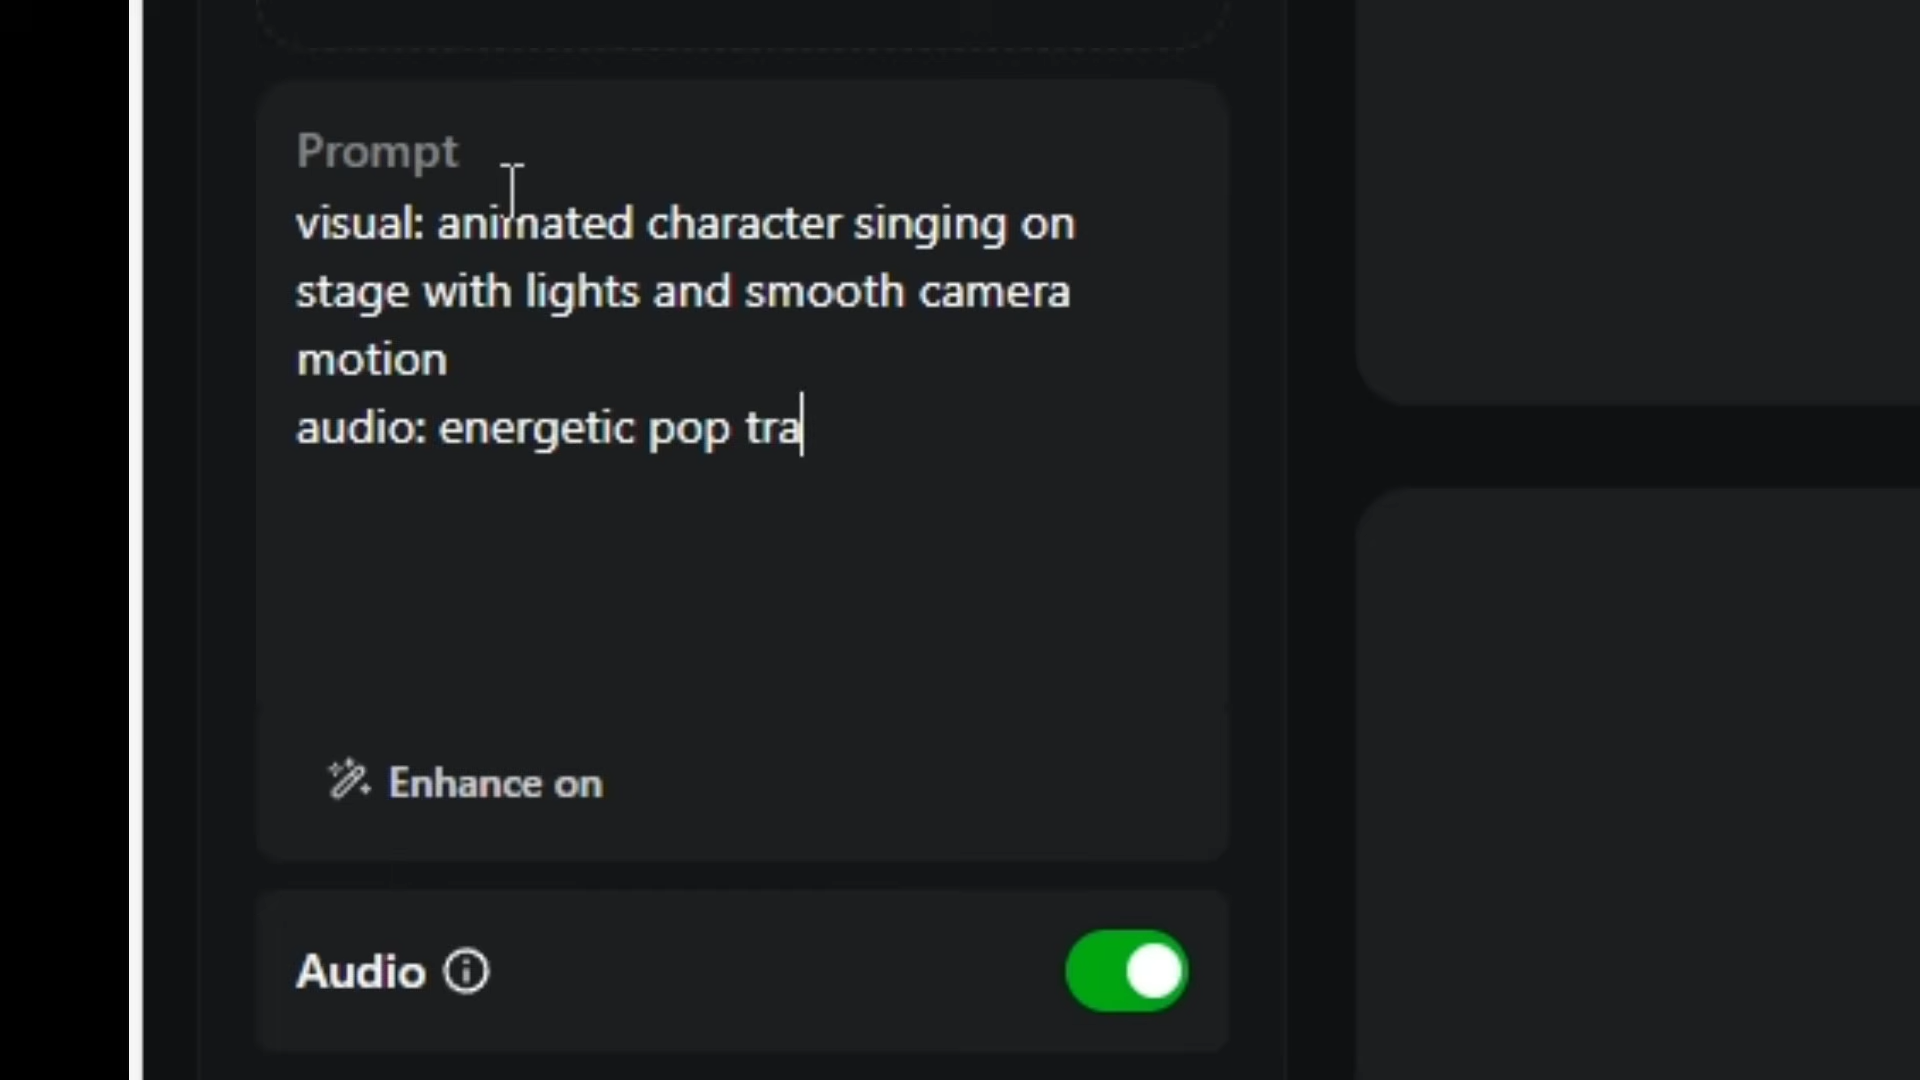 Prompt
visual: animated character singing on
stage with lights and smooth camera
motion
audio: energetic pop tra
Enhance on
Audio